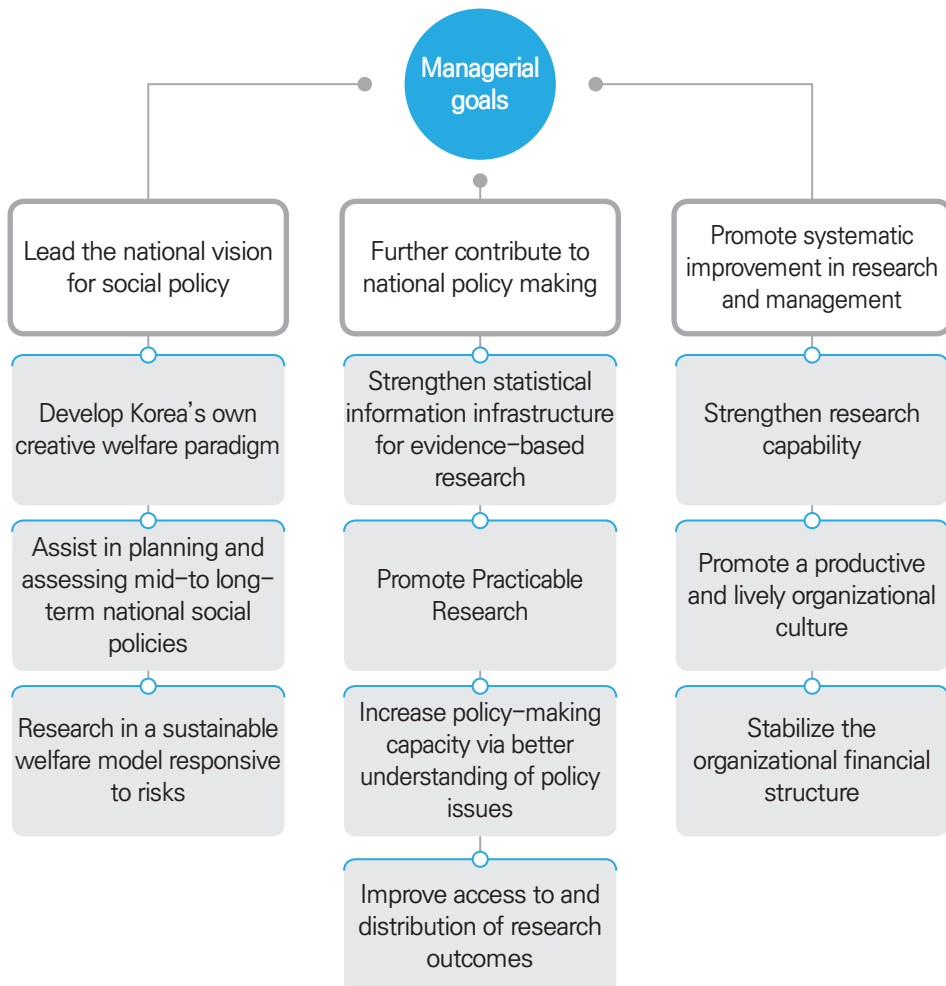 Managerial
goals
Lead the national vision
for social policy
Develop Korea’s own
creative welfare paradigm
Assist in planning and
assessing mid-to long-
term national social
policies
Research in a sustainable
welfare model responsive
to risks
Further contribute to
national policy making
Strengthen statistical
information infrastructure
for evidence-based
research
Promote Practicable
Research
Increase policy-making
capacity via better
understanding of policy
issues
Improve access to and
distribution of research
outcomes
Promote systematic
improvement in research
and management
Strengthen research
capability
Promote a productive
and lively organizational
culture
Stabilize the
organizational financial
structure